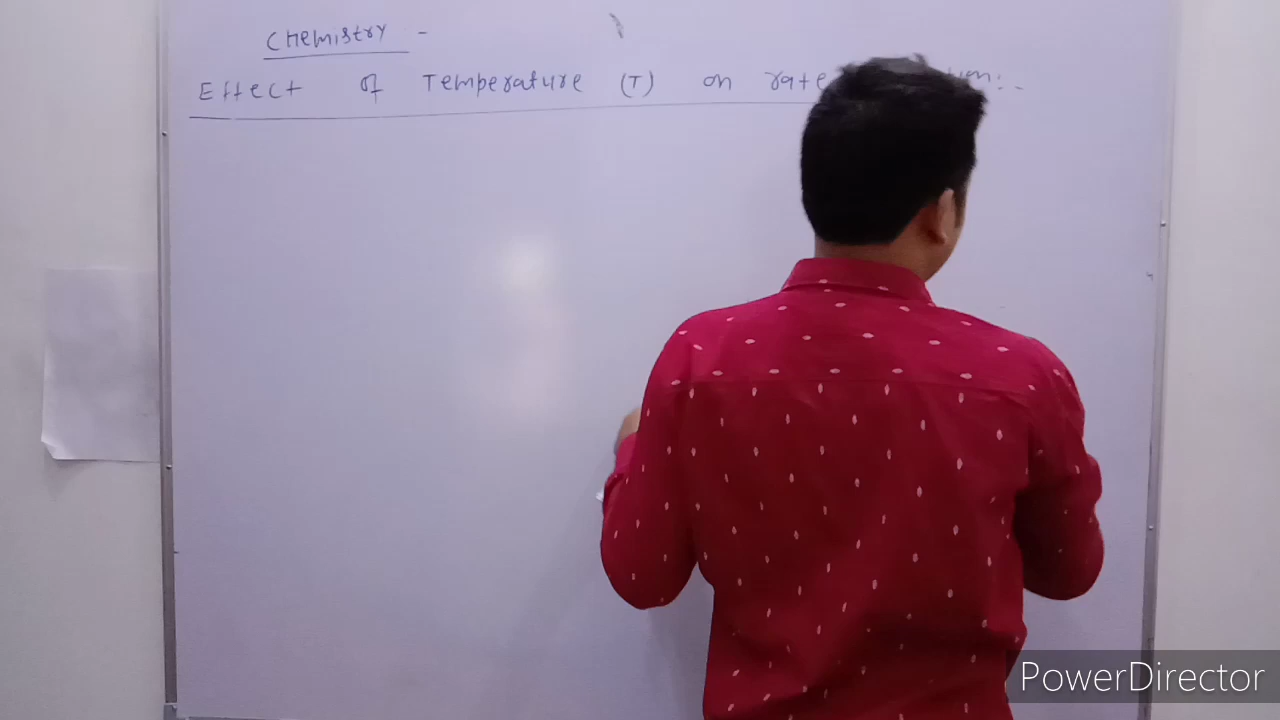 Chemistry -
Effect of Temperature (T) on rate
PowerDirector